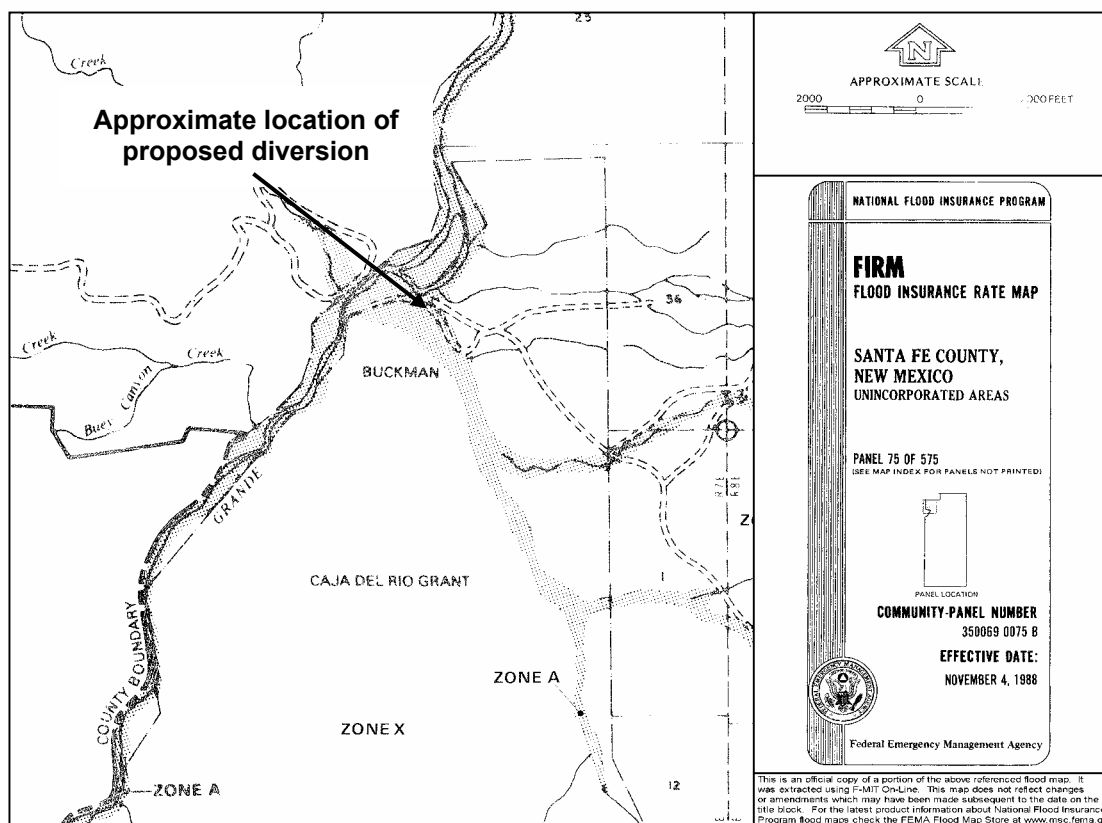 23
Creek
Approximate location of
proposed diversion
36
Creek
Creek
Buey Canyon
BUCKMAN
GRANDE
R7E
R8E
CAJA DEL RIO GRANT
1
COUNTY BOUNDARY
ZONE A
ZONE X
12
ZONE A
N
APPROXIMATE SCALE
2000 0
FEET
NATIONAL FLOOD INSURANCE PROGRAM
FIRM
FLOOD INSURANCE RATE MAP
SANTA FE COUNTY,
NEW MEXICO
UNINCORPORATED AREAS
PANEL 75 OF 575
(SEE MAP INDEX FOR PANELS NOT PRINTED)
PANEL LOCATION
COMMUNITY-PANEL NUMBER
350069 0075 B
EFFECTIVE DATE:
NOVEMBER 4, 1988
Federal Emergency Management Agency
This is an official copy of a portion of the above referenced flood map. It
was extracted using F-MIT On-Line. This map does not reflect changes
or amendments which may have been made subsequent to the date on the
title block. For the latest product information about National Flood Insurance
Program flood maps check the FEMA Flood Map Store at www.msc.fema.g